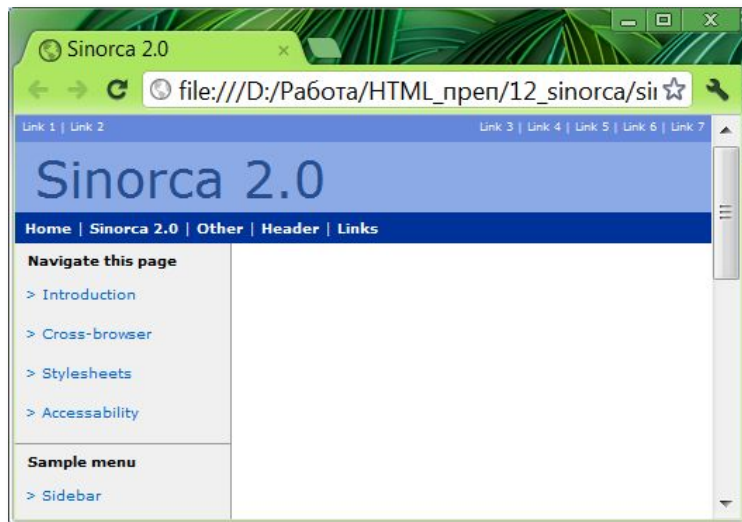 Sinorca 2.0
file:///D:/Работа/HTML_преп/12_sinorca/sii
Link 1 | Link 2
Link 3 | Link 4 | Link 5 | Link 6 | Link 7
Sinorca 2.0
Home | Sinorca 2.0 | Other | Header | Links
Navigate this page
> Introduction
> Cross-browser
> Stylesheets
> Accessability
Sample menu
> Sidebar